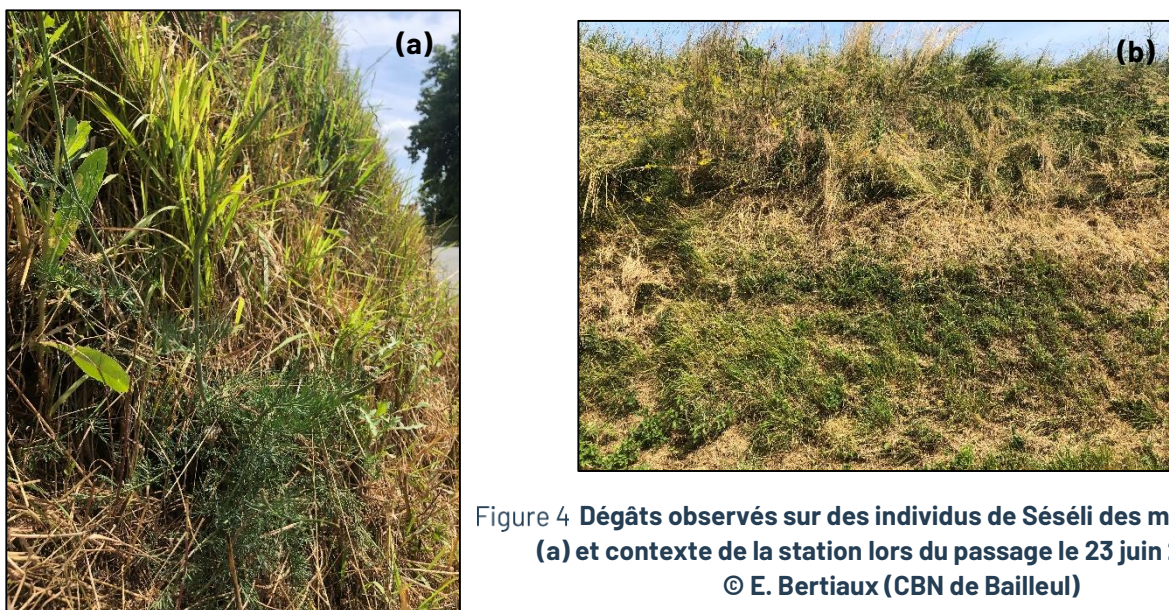 (a)
(b)
Figure 4 Dégâts observés sur des individus de Séséli des
(a) et contexte de la station lors du passage le 23 juin
© E. Bertiaux (CBN de Bailleul)